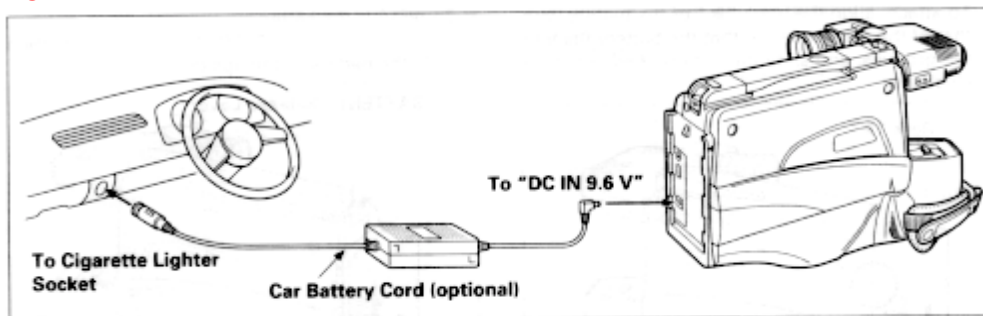 To "DC IN 9.6 V"
To Cigarette Lighter
Socket
Car Battery Cord (optional)